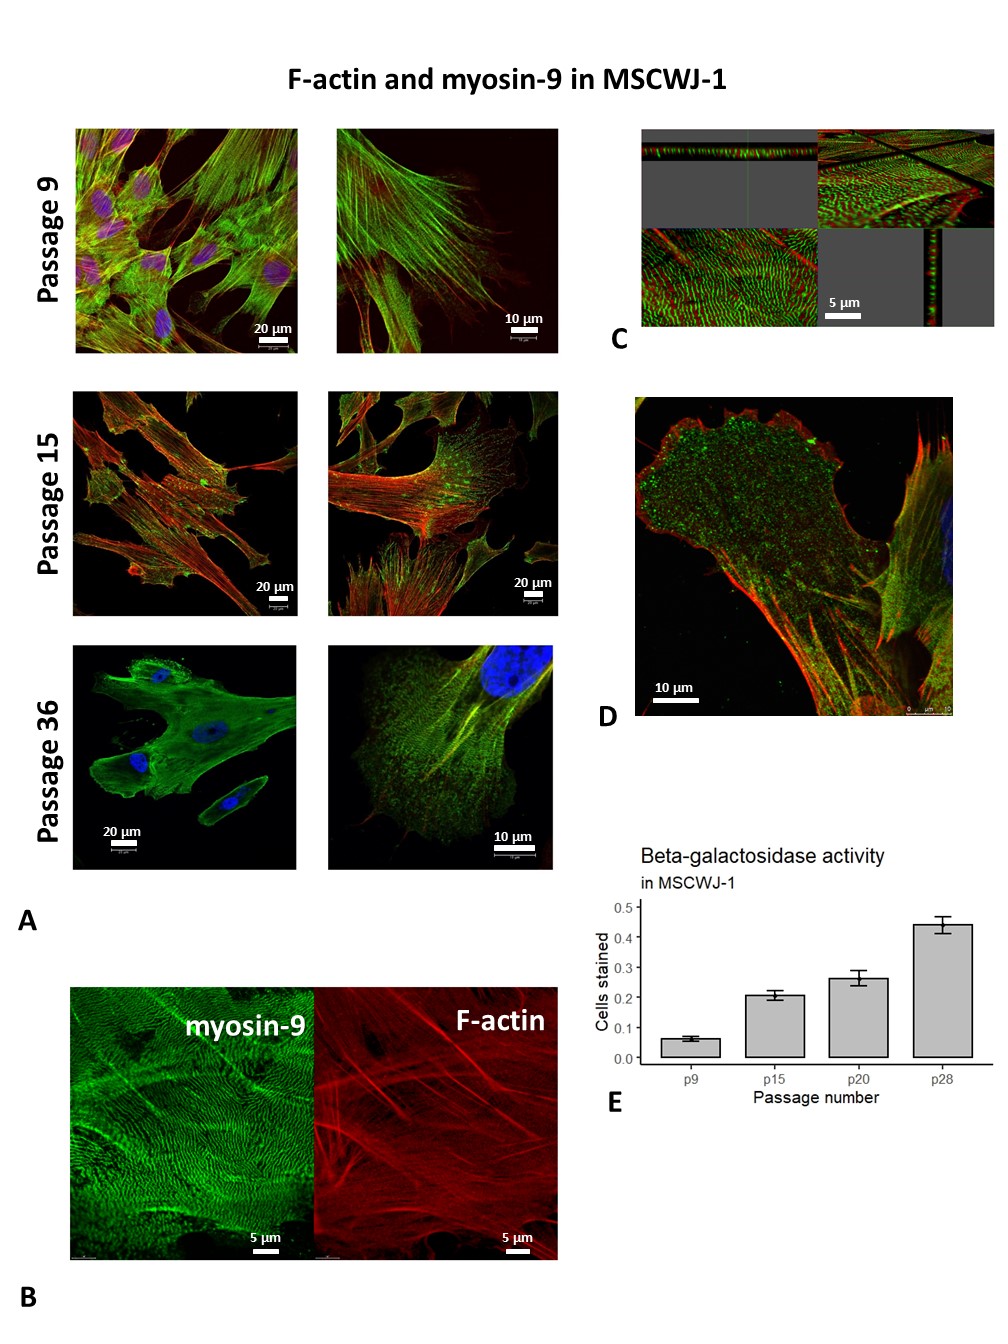 F-actin and myosin-9 in MSCWJ-1
Passage 9
20 µm
10 µm
Passage 15
20 µm
20 µm
Passage 36
20 µm
10 µm
A
myosin-9
F-actin
5 µm
5 µm
B
5 µm
C
10 µm
0 µm 10
D
Beta-galactosidase activity
in MSCWJ-1
Cells stained
0.5
0.4
0.3
0.2
0.1
0.0
p9 p15 p20 p28
Passage number
E